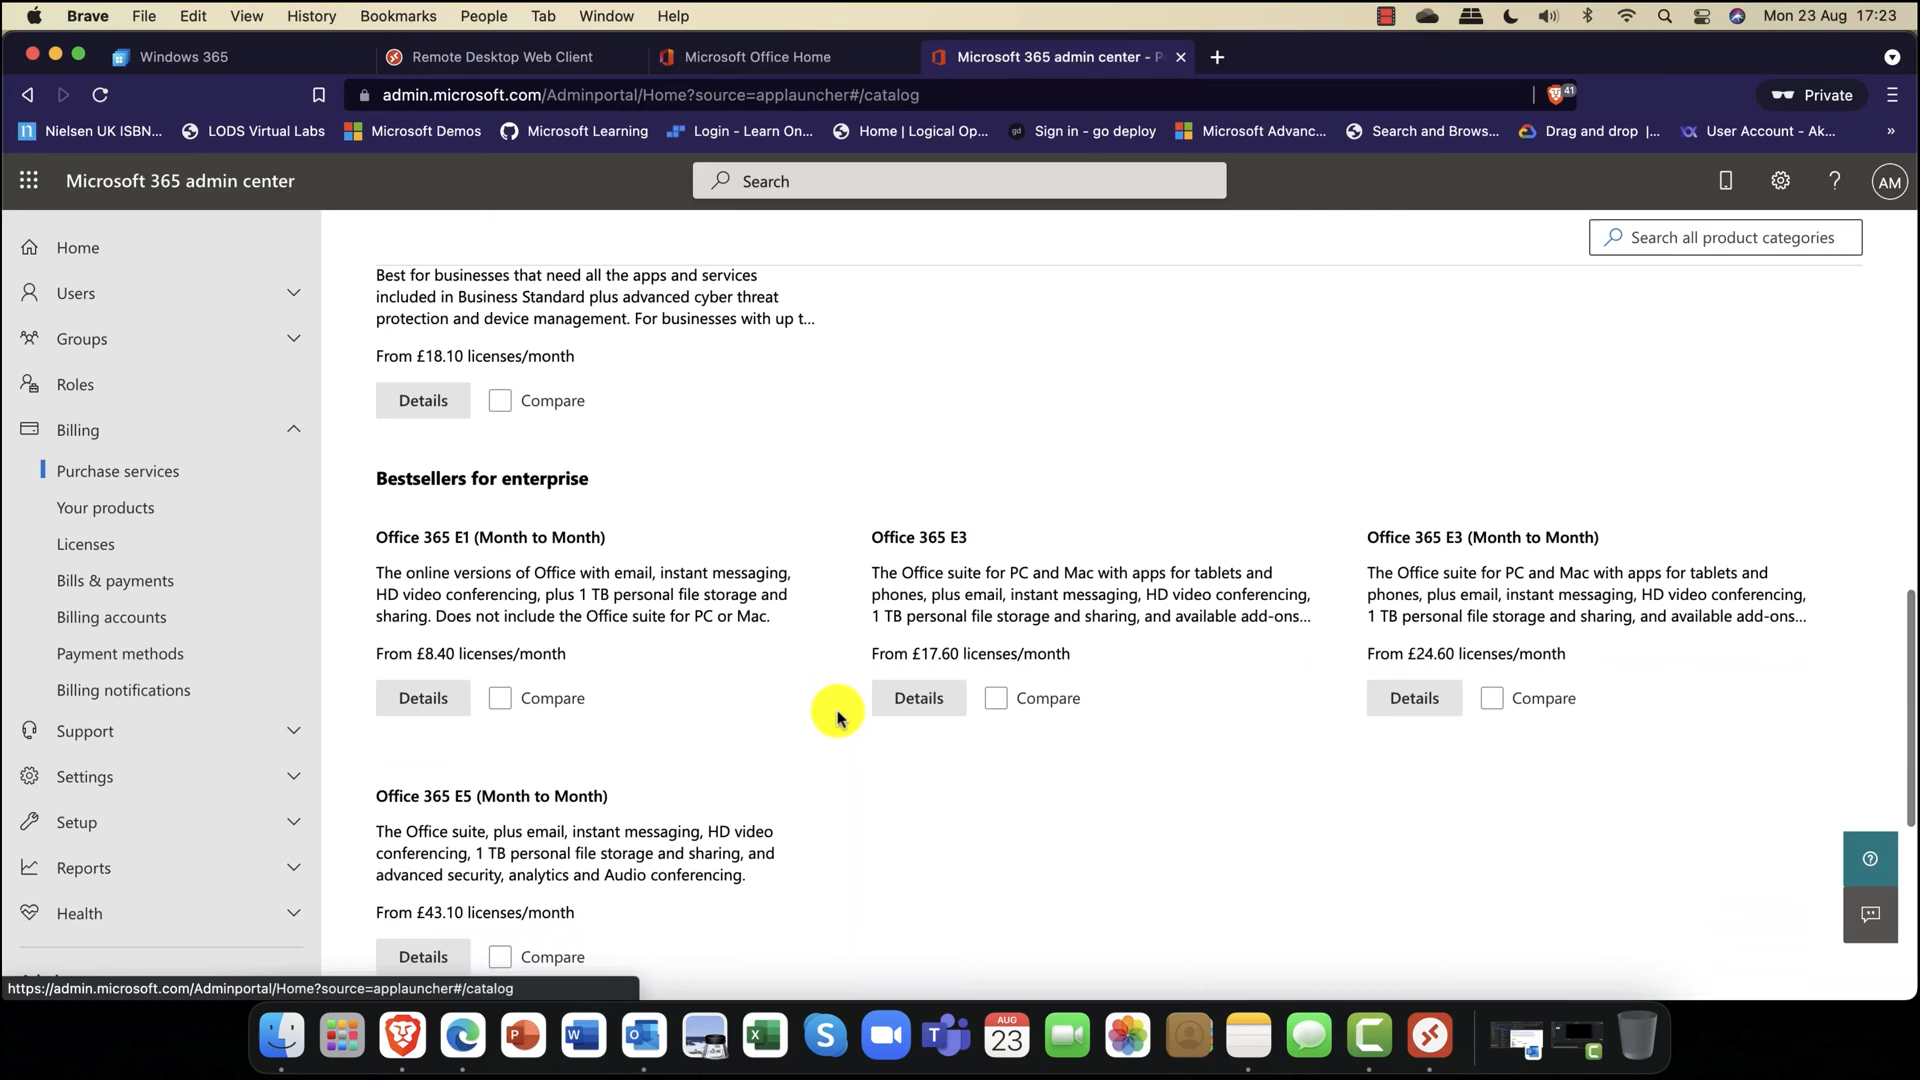 Brave File Edit View History Bookmarks People Tab Window Help Mon 23 Aug 17:23
Windows 365 Remote Desktop Web Client Microsoft Office Home Microsoft 365 admin center - P
admin.microsoft.com/Adminportal/Home?source=applauncher#/catalog 41 Private
Nielsen UK ISBN... LODS Virtual Labs Microsoft Demos Microsoft Learning Login - Learn On... Home | Logical Op... gd Sign in - go deploy Microsoft Advanc... Search and Brows... Drag and drop |... User Account - Ak... »
Microsoft 365 admin center Search ? AM
Search all product categories
Home
Users
Groups
Roles
Billing
Purchase services
Your products
Licenses
Bills & payments
Billing accounts
Payment methods
Billing notifications
Support
Settings
Setup
Reports
Health
Best for businesses that need all the apps and services
included in Business Standard plus advanced cyber threat
protection and device management. For businesses with up t...
From £18.10 licenses/month
Details Compare
Bestsellers for enterprise
Office 365 E1 (Month to Month)
The online versions of Office with email, instant messaging,
HD video conferencing, plus 1 TB personal file storage and
sharing. Does not include the Office suite for PC or Mac.
From £8.40 licenses/month
Details Compare
Office 365 E3
The Office suite for PC and Mac with apps for tablets and
phones, plus email, instant messaging, HD video conferencing,
1 TB personal file storage and sharing, and available add-ons...
From £17.60 licenses/month
Details Compare
Office 365 E3 (Month to Month)
The Office suite for PC and Mac with apps for tablets and
phones, plus email, instant messaging, HD video conferencing,
1 TB personal file storage and sharing, and available add-ons...
From £24.60 licenses/month
Details Compare
Office 365 E5 (Month to Month)
The Office suite, plus email, instant messaging, HD video
conferencing, 1 TB personal file storage and sharing, and
advanced security, analytics and Audio conferencing.
From £43.10 licenses/month
Details Compare
https://admin.microsoft.com/Adminportal/Home?source=applauncher#/catalog
AUG
23